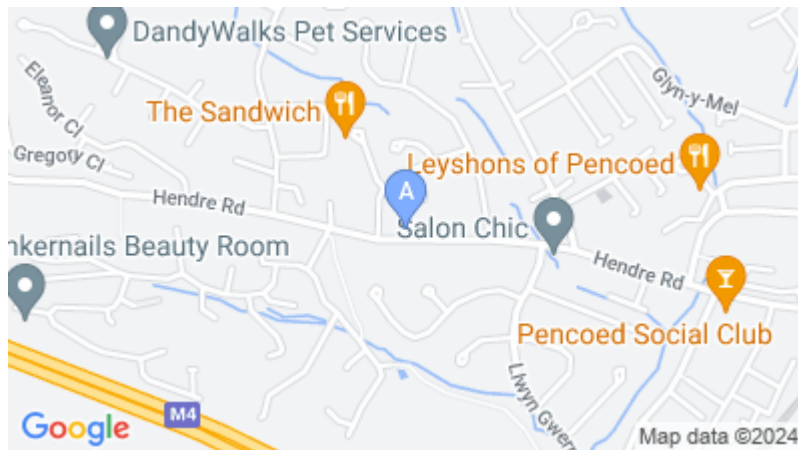 DandyWalks Pet Services
Eleanor Cl
Glyn-y-Mel
The Sandwich
Gregory Cl
Leyshons of Pencoed
A
Hendre Rd
Salon Chic
nkernails Beauty Room
Hendre Rd
Pencoed Social Club
Llwyn Gwern
M4
Google
Map data ©2024